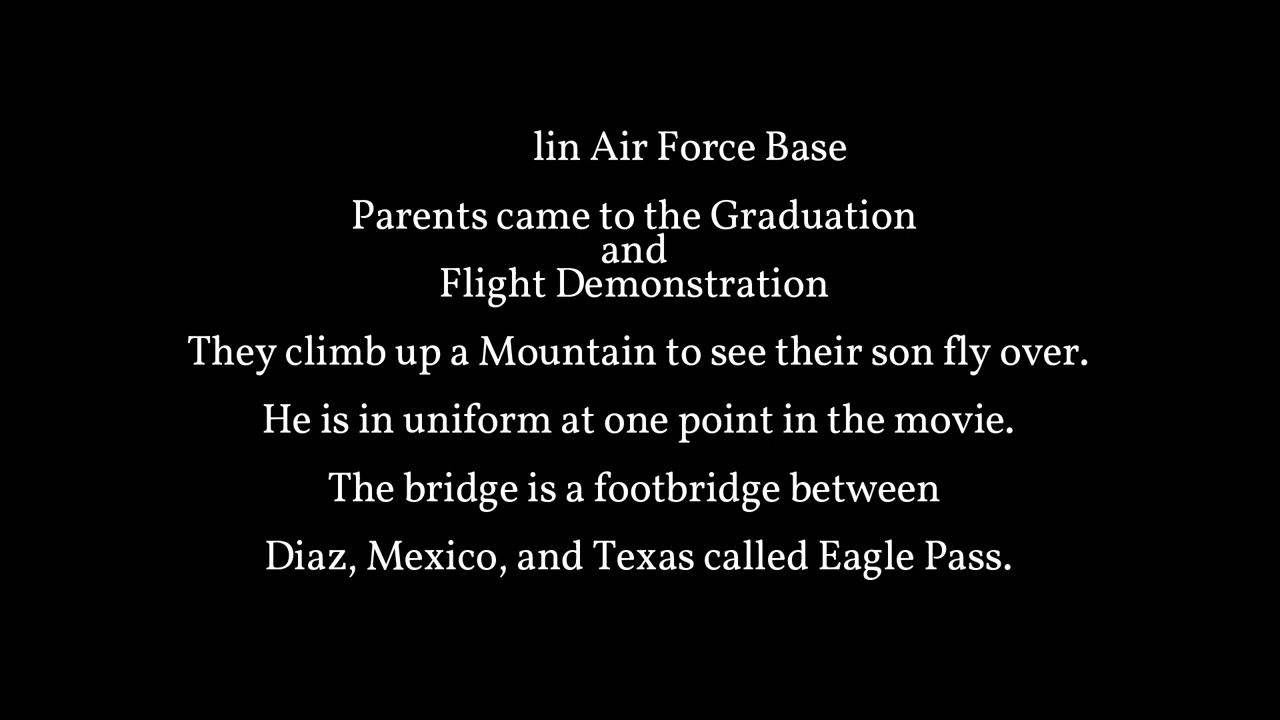 lin Air Force Base
Parents came to the Graduation
and
Flight Demonstration
They climb up a Mountain to see their son fly over.
He is in uniform at one point in the movie.
The bridge is a footbridge between
Diaz, Mexico, and Texas called Eagle Pass.